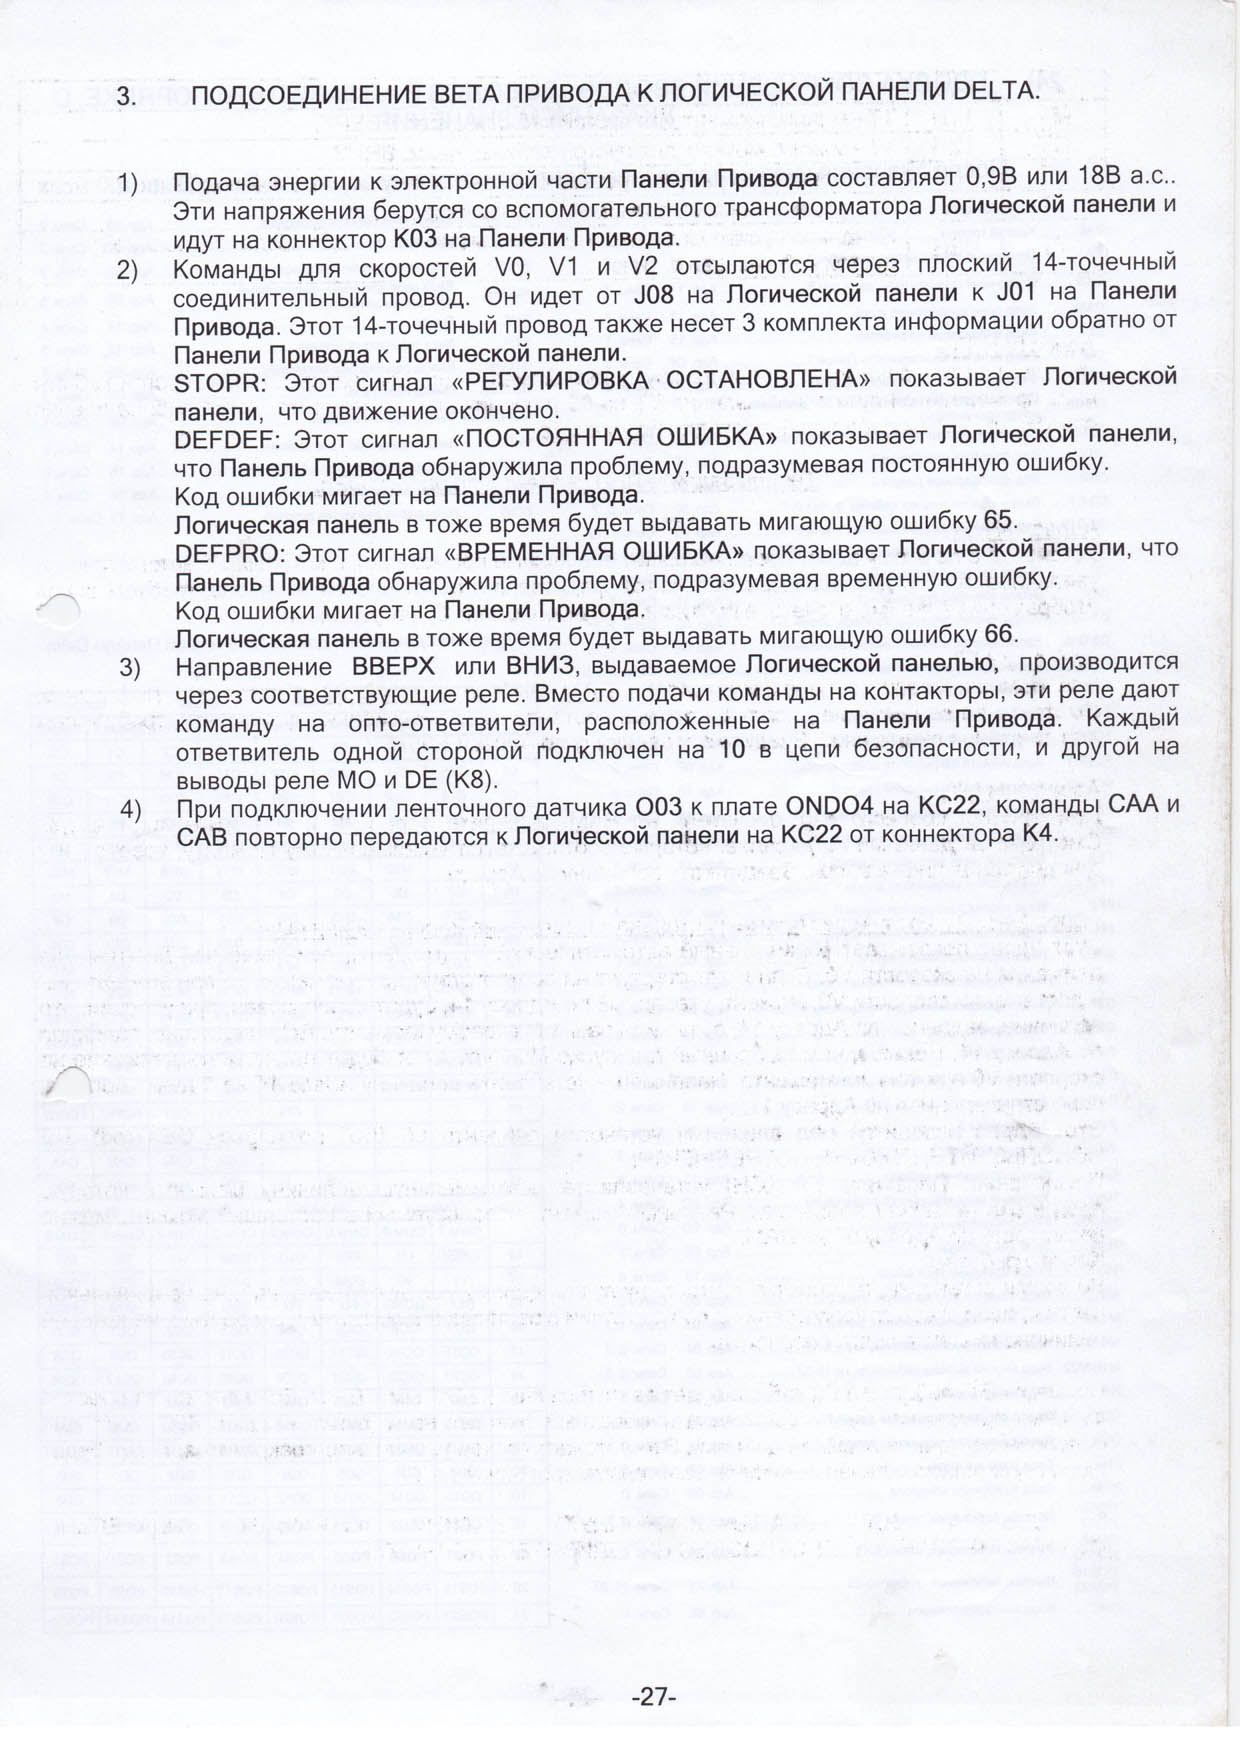 3. ПОДСОЕДИНЕНИЕ ВЕТА ПРИВОДА К ЛОГИЧЕСКОЙ ПАНЕЛИ DELTA.
1) Подача энергии к электронной части Панели Привода составляет 0,9В или 18В а.с..
Эти напряжения берутся со вспомогательного трансформатора Логической панели и
идут на коннектор К03 на Панели Привода.
2) Команды для скоростей V0, V1 и V2 отсылаются через плоский 14-точечный
соединительный провод. Он идет от J08 на Логической панели к J01 на Панели
Привода. Этот 14-точечный провод также несет 3 комплекта информации обратно от
Панели Привода к Логической панели.
STOPR: Этот сигнал «РЕГУЛИРОВКА ОСТАНОВЛЕНА» показывает Логической
панели, что движение окончено.
DEFDEF: Этот сигнал «ПОСТОЯННАЯ ОШИБКА» показывает Логической панели,
что Панель Привода обнаружила проблему, подразумевая постоянную ошибку.
Код ошибки мигает на Панели Привода.
Логическая панель в тоже время будет выдавать мигающую ошибку 65.
DEFPRO: Этот сигнал «ВРЕМЕННАЯ ОШИБКА» показывает Логической панели, что
Панель Привода обнаружила проблему, подразумевая временную ошибку.
Код ошибки мигает на Панели Привода.
Логическая панель в тоже время будет выдавать мигающую ошибку 66.
3) Направление ВВЕРХ или ВНИЗ, выдаваемое Логической панелью, производится
через соответствующие реле. Вместо подачи команды на контакторы, эти реле дают
команду на опто-ответвители, расположенные на Панели Привода. Каждый
ответвитель одной стороной подключен на 10 в цепи безопасности, и другой на
выводы реле МО и DE (K8).
4) При подключении ленточного датчика О03 к плате ONDO4 на КС22, команды САА и
САВ повторно передаются к Логической панели на КС22 от коннектора К4.
-27-